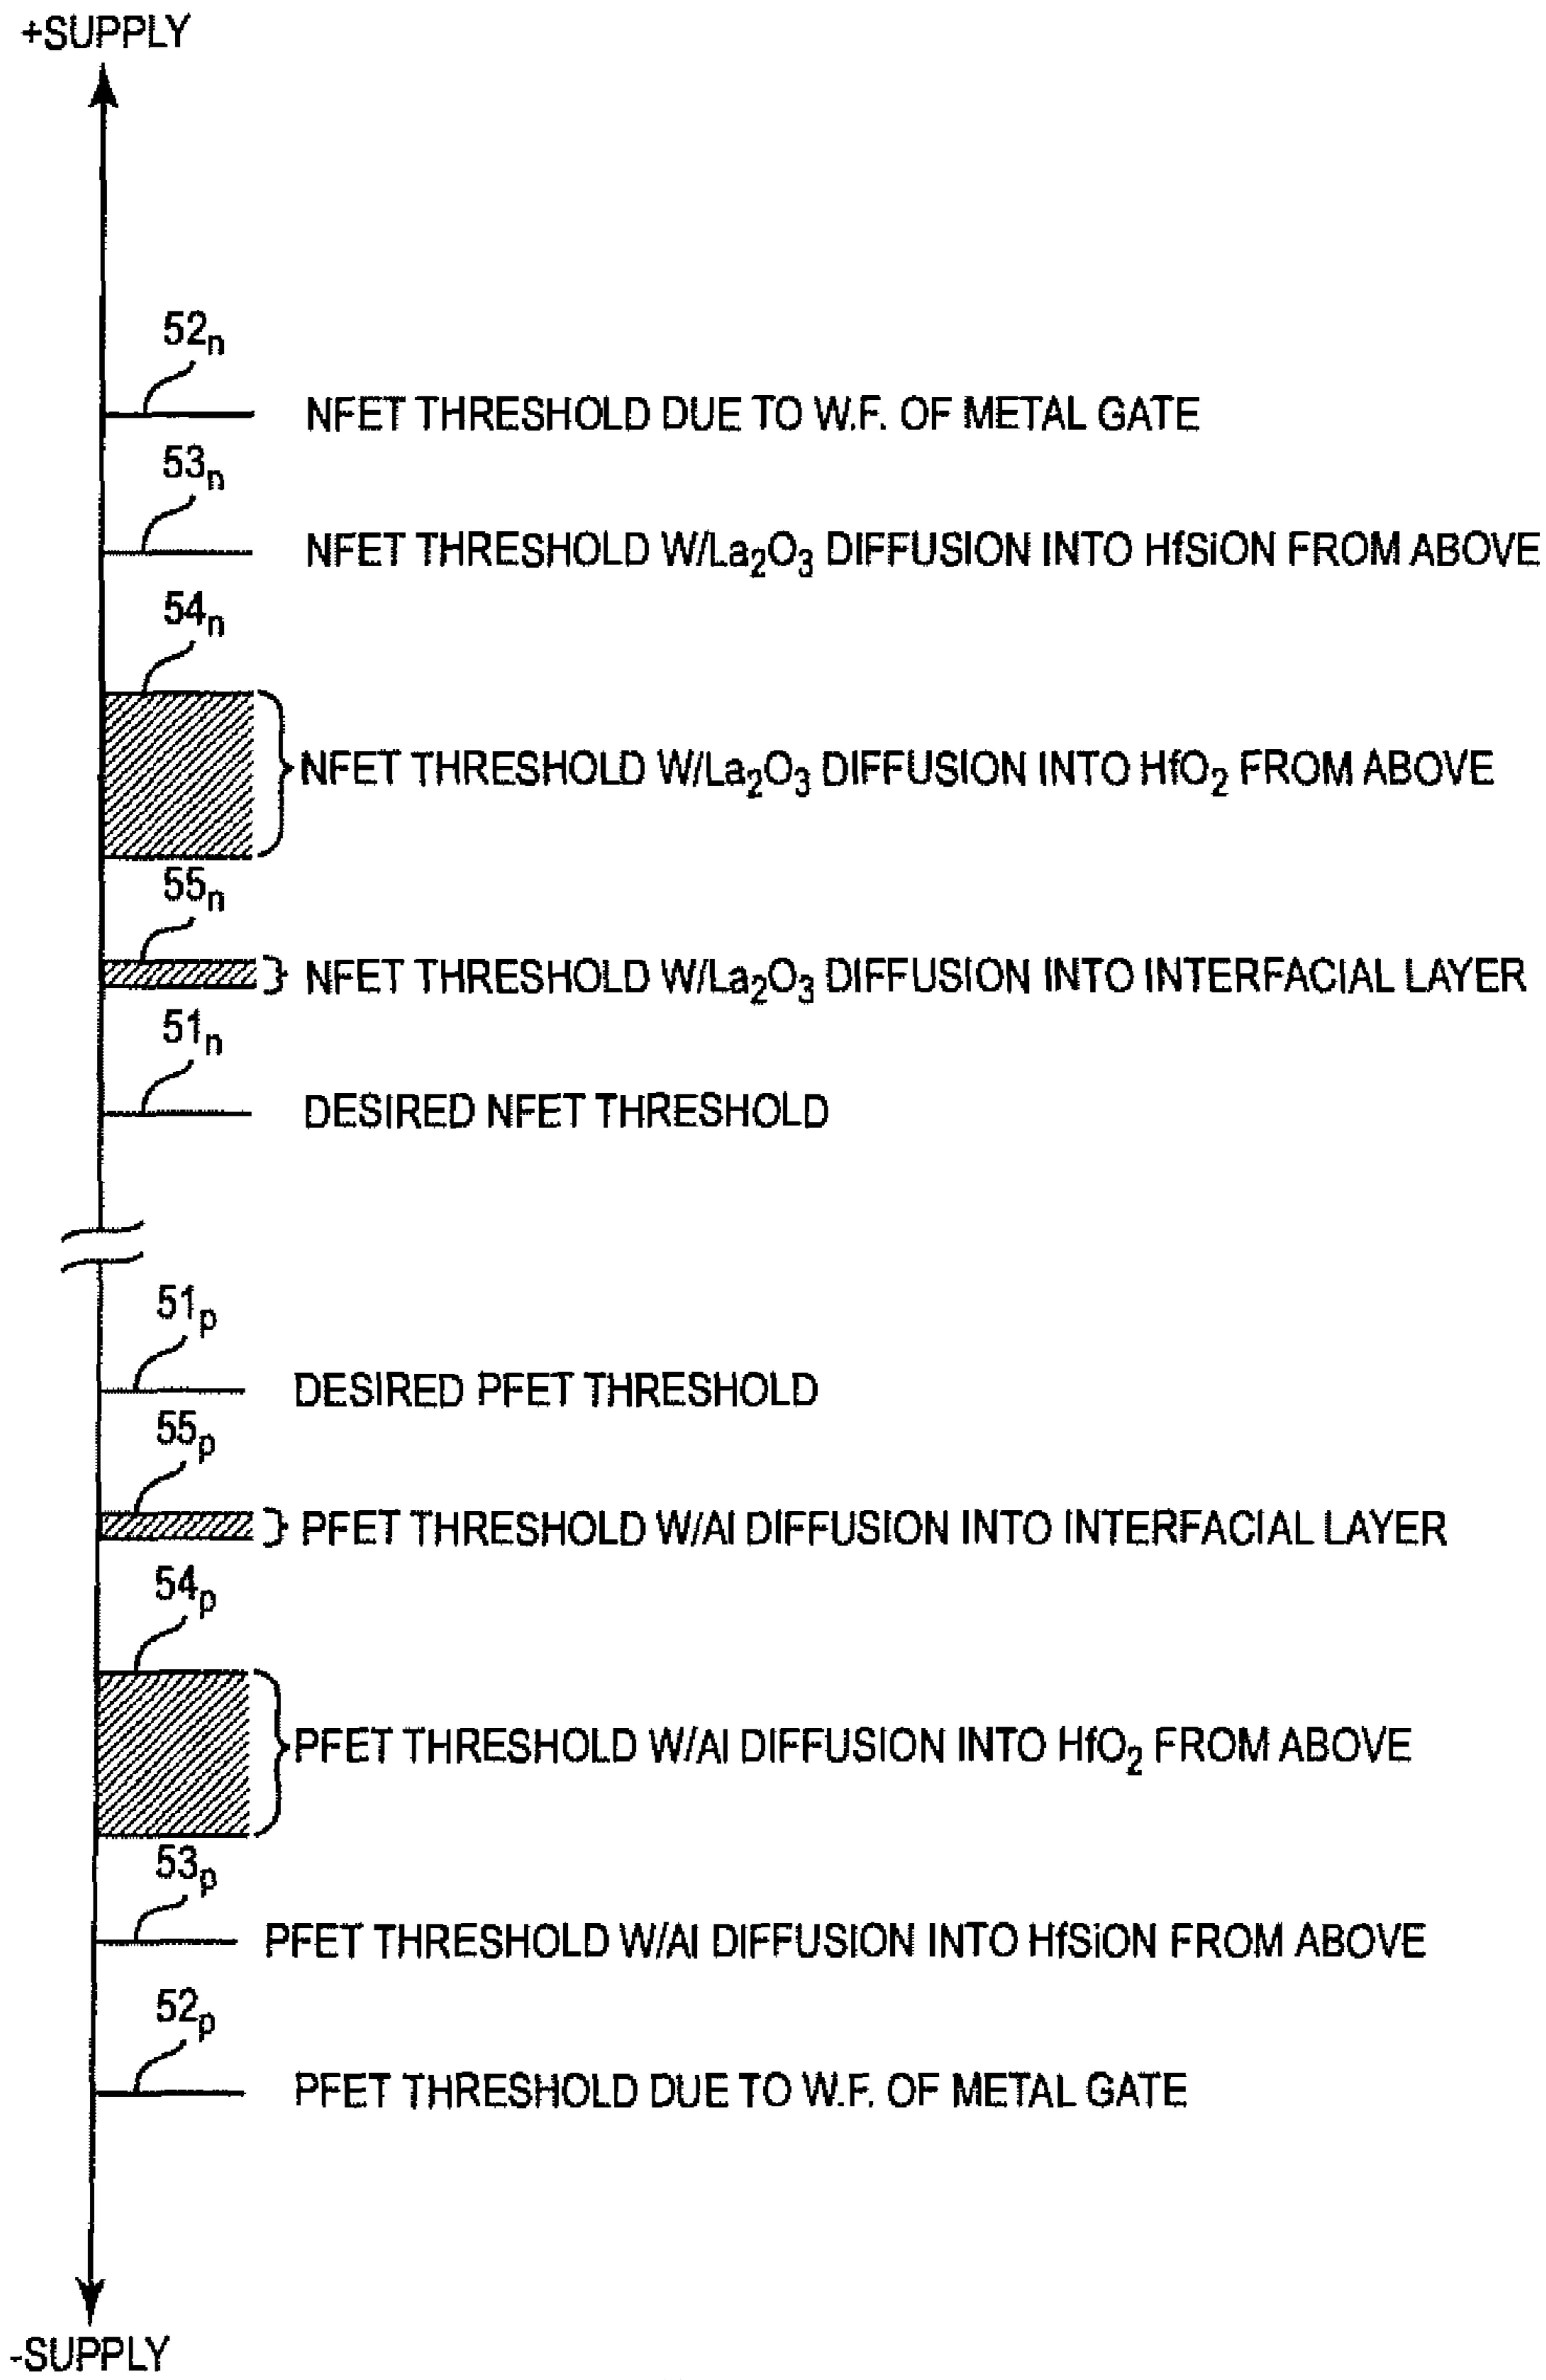 +SUPPLY
52n
NFET THRESHOLD DUE TO W.F. OF METAL GATE
53n
NFET THRESHOLD W/La2O3 DIFFUSION INTO HfSiON FROM ABOVE
54n
NFET THRESHOLD W/La2O3 DIFFUSION INTO HfO2 FROM ABOVE
55n
NFET THRESHOLD W/La2O3 DIFFUSION INTO INTERFACIAL LAYER
51n
DESIRED NFET THRESHOLD
51p
DESIRED PFET THRESHOLD
55p
PFET THRESHOLD W/Al DIFFUSION INTO INTERFACIAL LAYER
54p
PFET THRESHOLD W/Al DIFFUSION INTO HfO2 FROM ABOVE
53p
PFET THRESHOLD W/Al DIFFUSION INTO HfSiON FROM ABOVE
52p
PFET THRESHOLD DUE TO W.F. OF METAL GATE
-SUPPLY